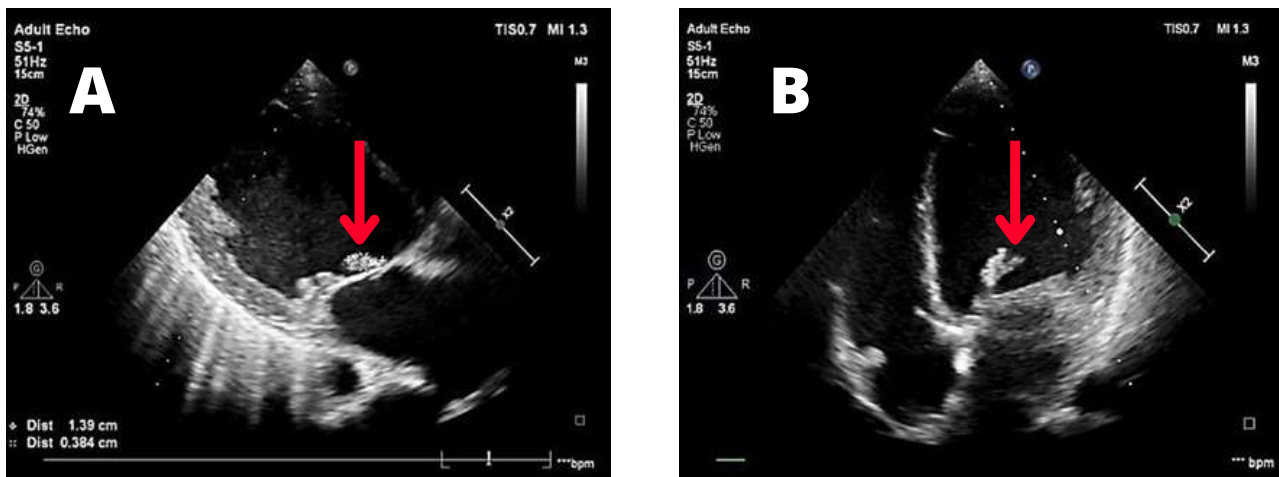 Adult Echo
TIS0.7 MI 1.3
S5-1
51Hz
15cm
M3
2D
74%
C 50
P Low
HGen
A
P
X2
G
P R
1.8 3.6
Dist 1.39 cm
Dist 0.384 cm
***bpm
Adult Echo
TIS0.7 MI 1.3
S5-1
51Hz
15cm
M3
2D
74%
C 50
P Low
HGen
B
P
X2
G
P R
1.8 3.6
*** bpm